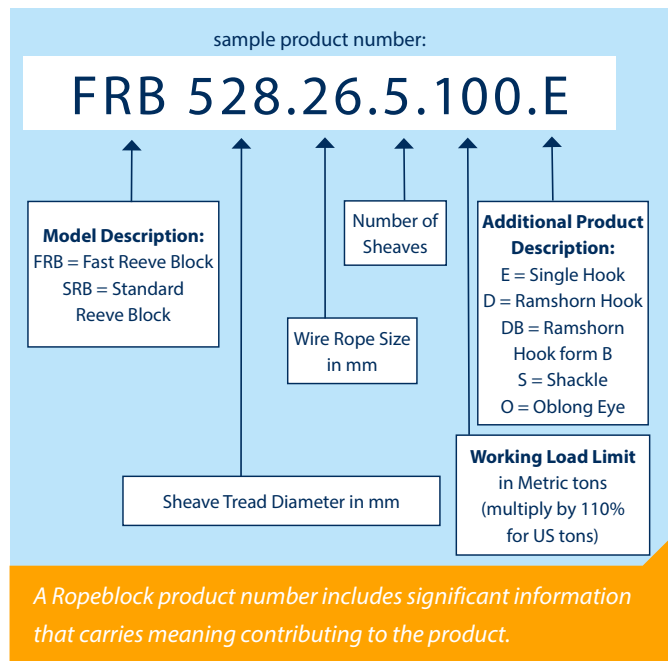 sample product number:
FRB 528.26.5.100.E
Model Description:
FRB = Fast Reeve Block
SRB = Standard
Reeve Block
Sheave Tread Diameter in mm
Wire Rope Size
in mm
Number of
Sheaves
Working Load Limit
in Metric tons
(multiply by 110%
for US tons)
Additional Product
Description:
E = Single Hook
D = Ramshorn Hook
DB = Ramshorn
Hook form B
S = Shackle
O = Oblong Eye
A Ropeblock product number includes significant information
that carries meaning contributing to the product.